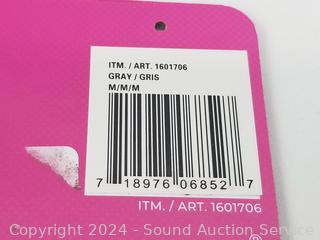 ITM. / ART. 1601706
GRAY / GRIS
M/M/M
7 18976 06852 7
ITM. / ART. 1601706
®
Copyright 2024 - Sound Auction Service